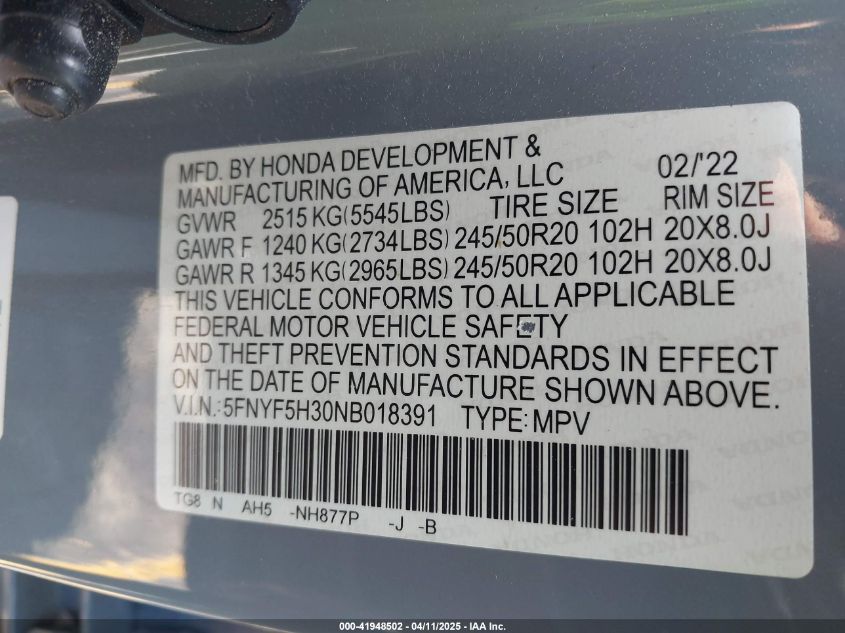 MFD. BY HONDA DEVELOPMENT &
MANUFACTURING OF AMERICA, LLC 02/'22
GVWR 2515 KG(5545LBS) TIRE SIZE RIM SIZE
GAWR F 1240 KG(2734LBS) 245/50R20 102H 20X8.0J
GAWR R 1345 KG(2965LBS) 245/50R20 102H 20X8.0J
THIS VEHICLE CONFORMS TO ALL APPLICABLE
FEDERAL MOTOR VEHICLE SAFETY
AND THEFT PREVENTION STANDARDS IN EFFECT
ON THE DATE OF MANUFACTURE SHOWN ABOVE.
V.I.N.:5FNYF5H30NB018391 TYPE:MPV
TG8 N AH5 -NH877P -J -B
000-41948502 - 04/11/2025 - IAA Inc.